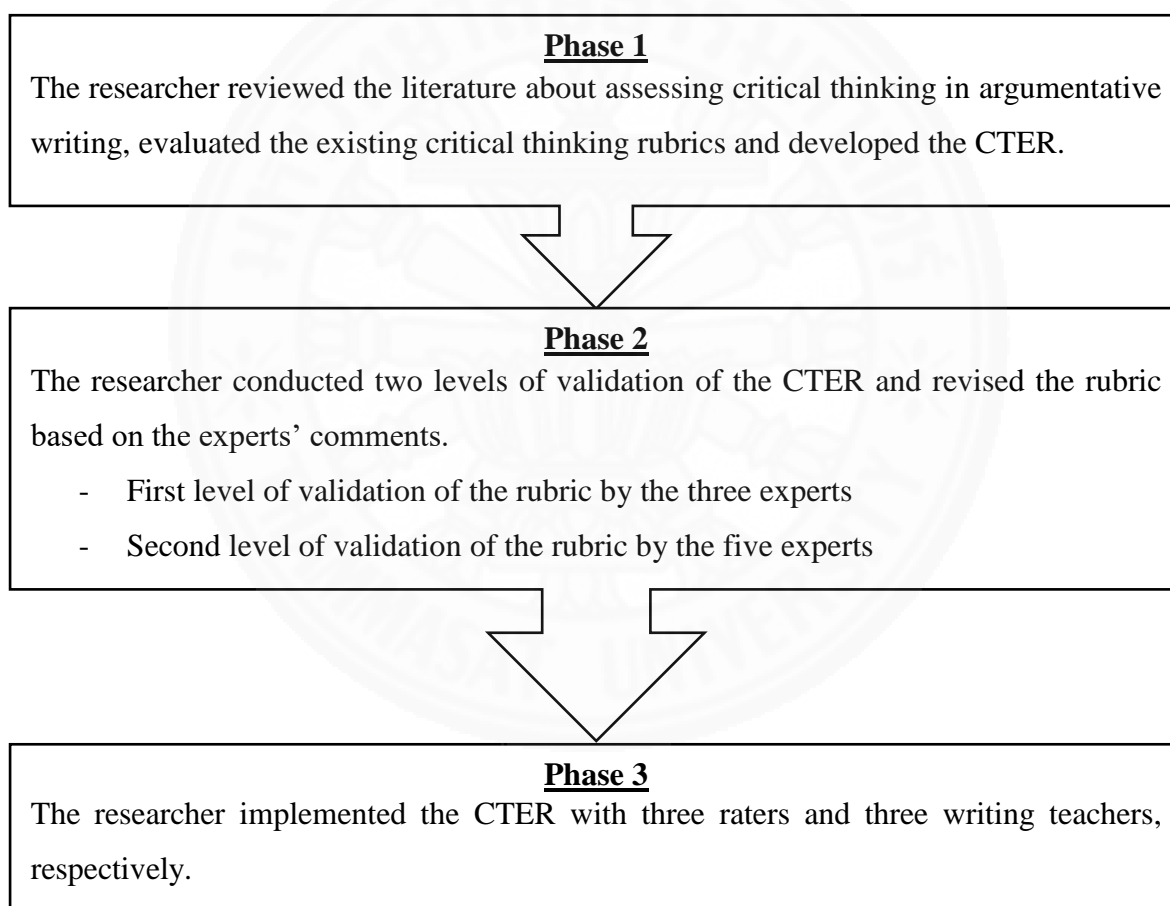 Phase 1
The researcher reviewed the literature about assessing critical thinking in argumentative
writing, evaluated the existing critical thinking rubrics and developed the CTER.
Phase 2
The researcher conducted two levels of validation of the CTER and revised the rubric
based on the experts’ comments.
- First level of validation of the rubric by the three experts
- Second level of validation of the rubric by the five experts
Phase 3
The researcher implemented the CTER with three raters and three writing teachers,
respectively.